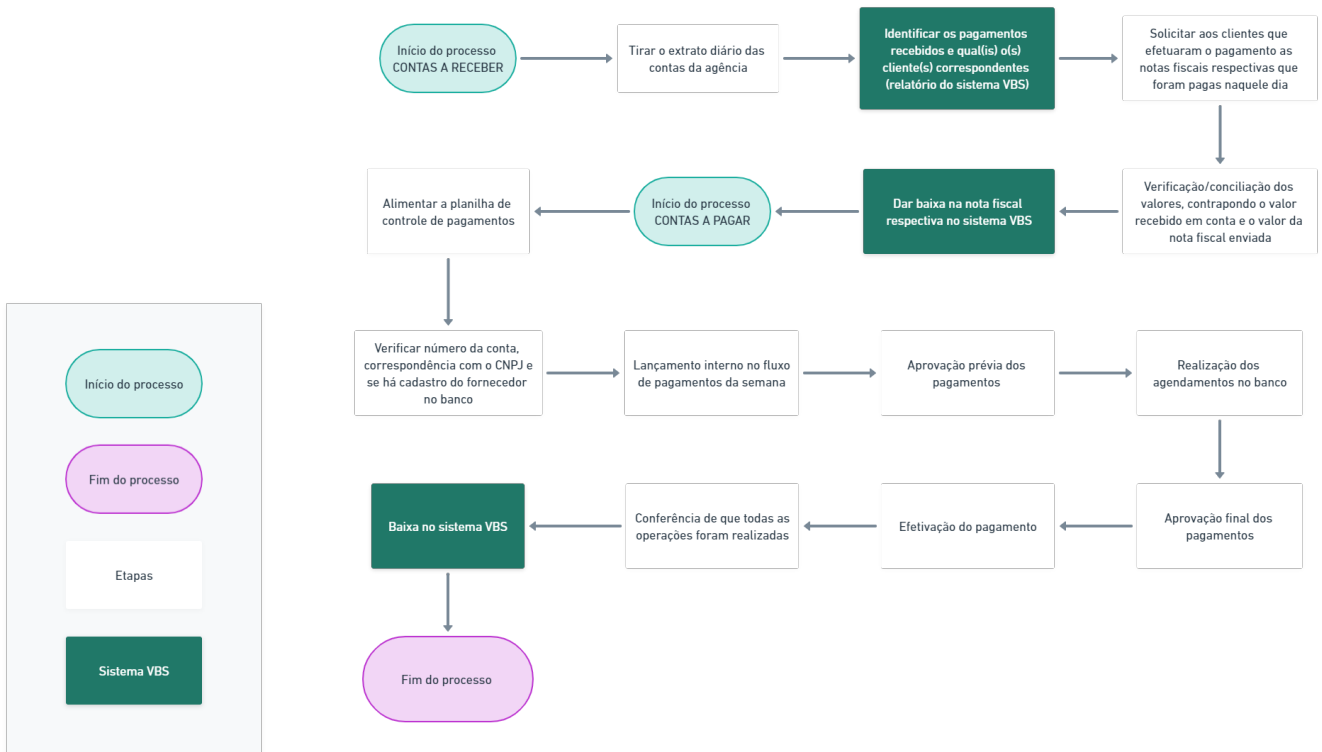 Início do processo
CONTAS A RECEBER
Tirar o extrato diário das
contas da agência
Identificar os pagamentos
recebidos e qual(is) o(s)
cliente(s) correspondentes
(relatório do sistema VBS)
Solicitar aos clientes que
efetuaram o pagamento as
notas fiscais respectivas que
foram pagas naquele dia
Verificação/conciliação dos
valores, contrapondo o valor
recebido em conta e o valor da
nota fiscal enviada
Dar baixa na nota fiscal
respectiva no sistema VBS
Início do processo
CONTAS A PAGAR
Alimentar a planilha de
controle de pagamentos
Verificar número da conta,
correspondência com o CNPJ e
se há cadastro do fornecedor
no banco
Lançamento interno no fluxo
de pagamentos da semana
Aprovação prévia dos
pagamentos
Realização dos
agendamentos no banco
Aprovação final dos
pagamentos
Efetivação do pagamento
Conferência de que todas as
operações foram realizadas
Baixa no sistema VBS
Fim do processo
Início do processo
Fim do processo
Etapas
Sistema VBS